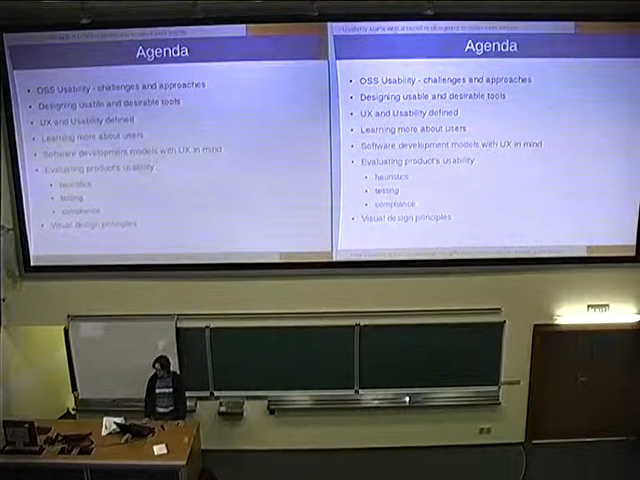 Agenda
OSS Usability - challenges and approaches
Designing usable and desirable tools
UX and Usability defined
Learning more about users
Software development models with UX in mind
Evaluating product's usability
heuristics
testing
compliance
Visual design principles
Agenda
OSS Usability - challenges and approaches
Designing usable and desirable tools
UX and Usability defined
Learning more about users
Software development models with UX in mind
Evaluating product's usability
heuristics
testing
compliance
Visual design principles